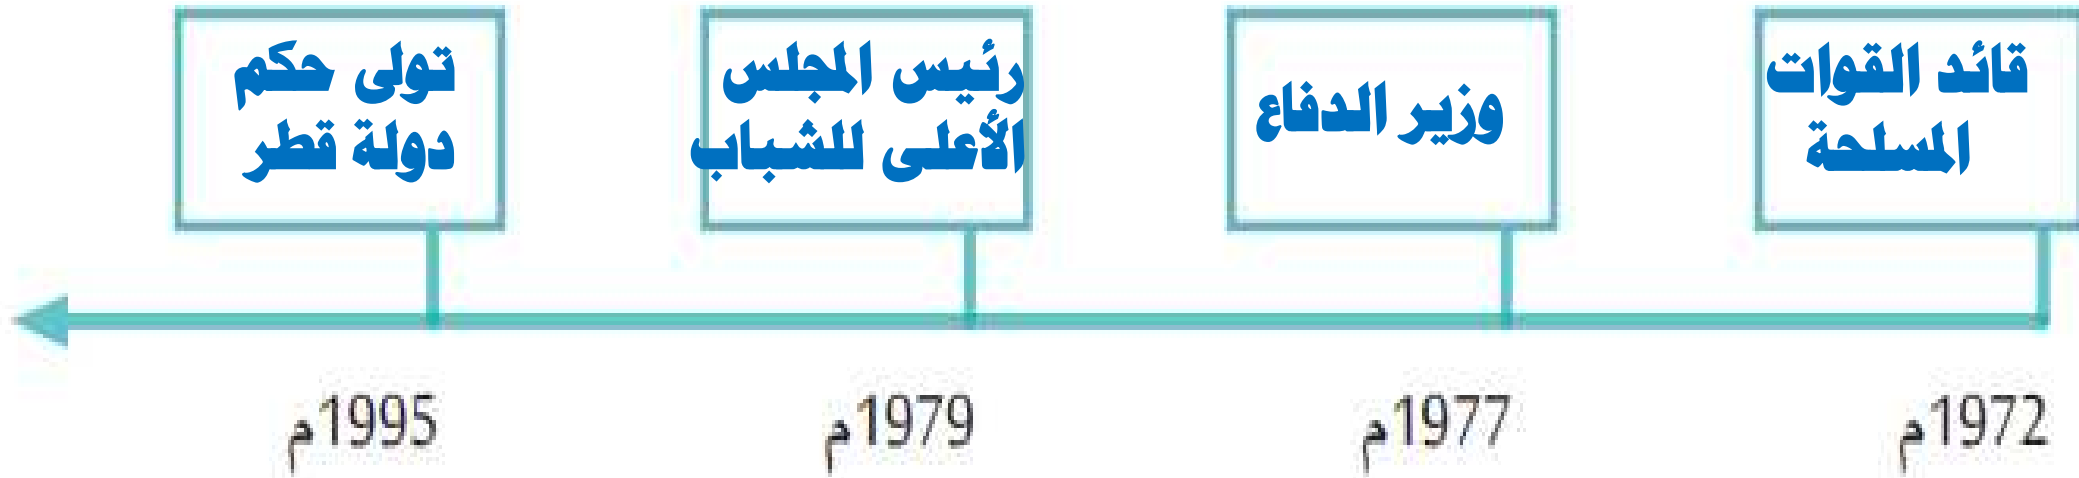 قائد القوات
المسلحة
وزير الدفاع
رئيس المجلس
الأعلى للشباب
تولى حكم
دولة قطر
1972م
1977م
1979م
1995م